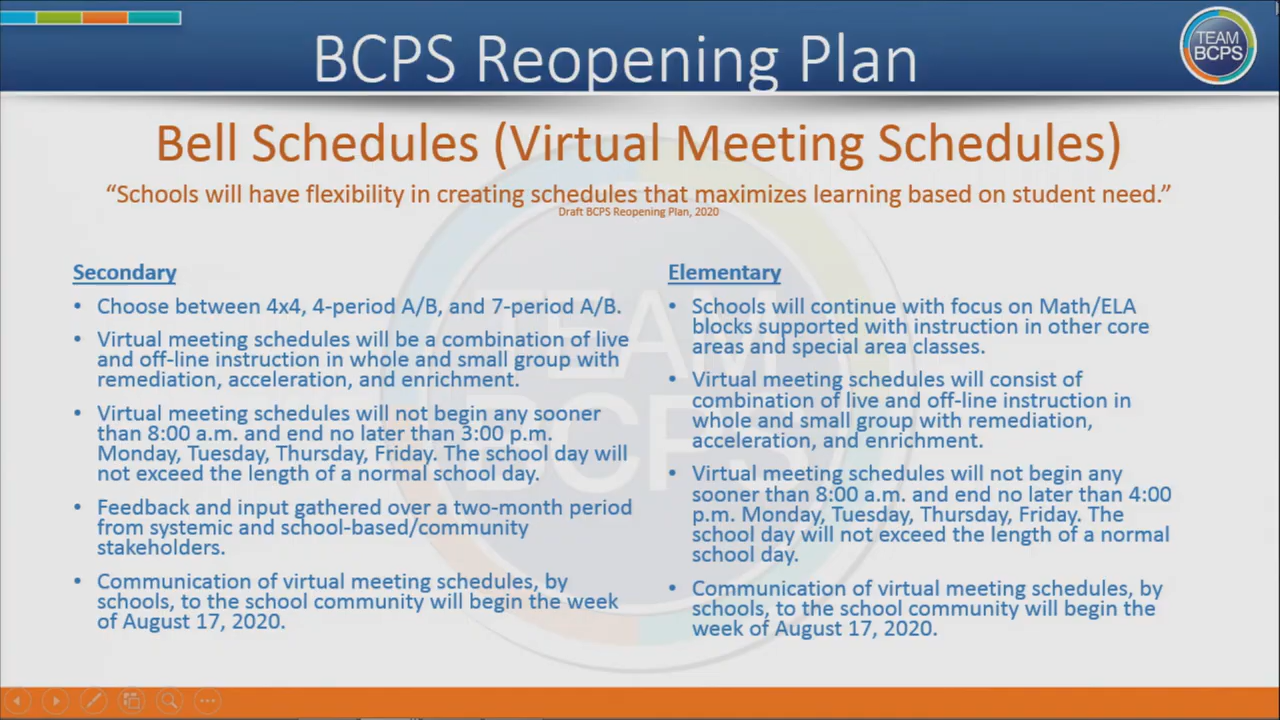 BCPS Reopening Plan
TEAM
BCPS
Bell Schedules (Virtual Meeting Schedules)
“Schools will have flexibility in creating schedules that maximizes learning based on student need.”
Draft BCPS Reopening Plan, 2020
Secondary
• Choose between 4x4, 4-period A/B, and 7-period A/B.
• Virtual meeting schedules will be a combination of live
and off-line instruction in whole and small group with
remediation, acceleration, and enrichment.
• Virtual meeting schedules will not begin any sooner
than 8:00 a.m. and end no later than 3:00 p.m.
Monday, Tuesday, Thursday, Friday. The school day will
not exceed the length of a normal school day.
• Feedback and input gathered over a two-month period
from systemic and school-based/community
stakeholders.
• Communication of virtual meeting schedules, by
schools, to the school community will begin the week
of August 17, 2020.
Elementary
• Schools will continue with focus on Math/ELA
blocks supported with instruction in other core
areas and special area classes.
• Virtual meeting schedules will consist of
combination of live and off-line instruction in
whole and small group with remediation,
acceleration, and enrichment.
• Virtual meeting schedules will not begin any
sooner than 8:00 a.m. and end no later than 4:00
p.m. Monday, Tuesday, Thursday, Friday. The
school day will not exceed the length of a normal
school day.
• Communication of virtual meeting schedules, by
schools, to the school community will begin the
week of August 17, 2020.
TEAM
BCPS